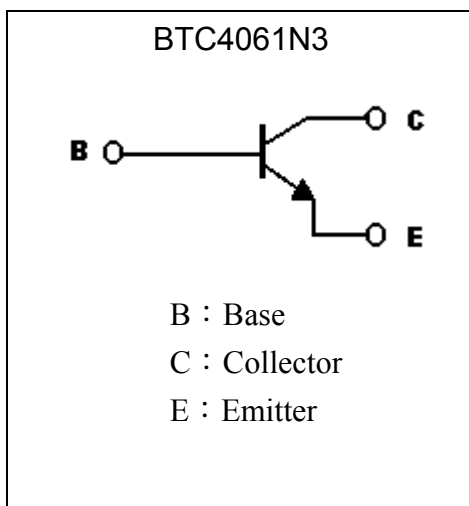 BTC4061N3
C
B
E
B：Base
C：Collector
E：Emitter